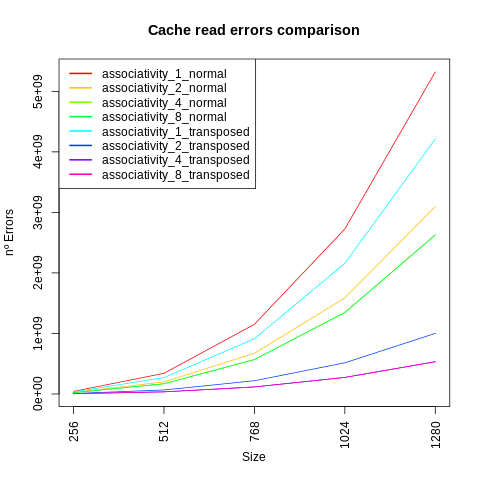 Cache read errors comparison
associativity_1_normal
associativity_2_normal
associativity_4_normal
associativity_8_normal
associativity_1_transposed
associativity_2_transposed
associativity_4_transposed
associativity_8_transposed
nº Errors
5e+09
4e+09
3e+09
2e+09
1e+09
0e+00
256
512
768
1024
1280
Size